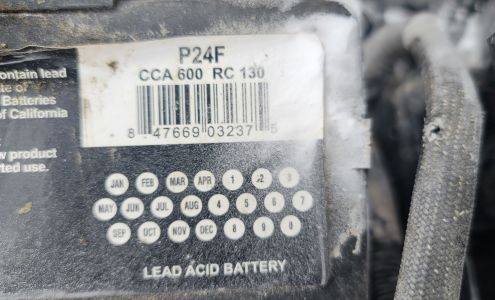 P24F
CCA 600 RC 130
8 47669 03237 5
ontain lead
te of
Batteries
of California
w product
rted use.
JAN FEB MAR APR 1 2 3
MAY JUN JUL AUG 4 5 6 7
SEP OCT NOV DEC 8 9 0
LEAD ACID BATTERY